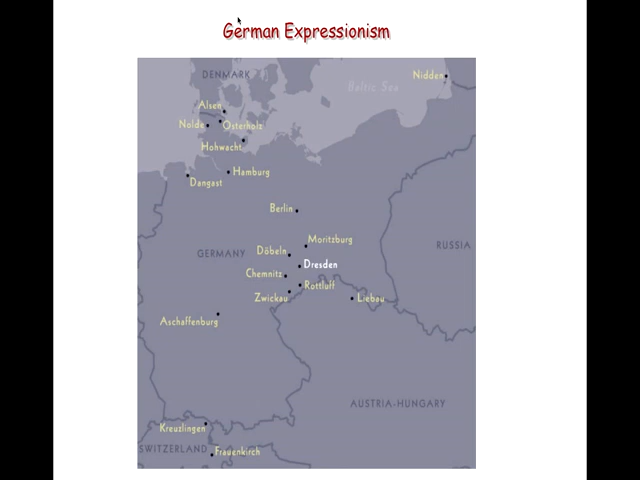 German Expressionism
DENMARK
Nidden
Baltic Sea
Alsen
Nolde
Osterholz
Hohwacht
Hamburg
Dangast
Berlin
Moritzburg
RUSSIA
GERMANY
Döbeln
Dresden
Chemnitz
Rottluff
Zwickau
Liebau
Aschaffenburg
AUSTRIA-HUNGARY
Kreuzlingen
SWITZERLAND
Frauenkirch